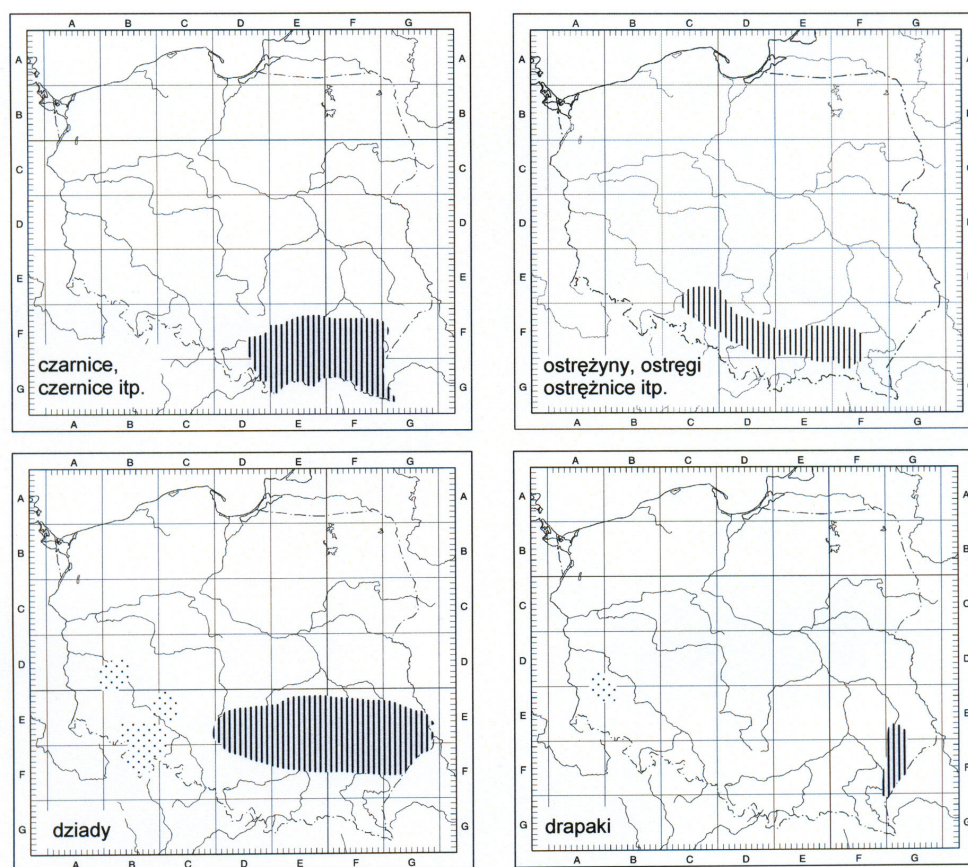 A B C D E F G
A A
B B
C C
D D
E E
F F
czarnice,
czernice itp.
G G
A B C D E F G
A B C D E F G
A A
B B
C C
D D
E E
F F
ostrężyny, ostręgi
ostrężnice itp.
G G
A B C D E F G
A B C D E F G
A A
B B
C C
D D
E E
F F
dziady
G G
A B C D E F G
A B C D E F G
A A
B B
C C
D D
E E
F F
drapaki
G G
A B C D E F G